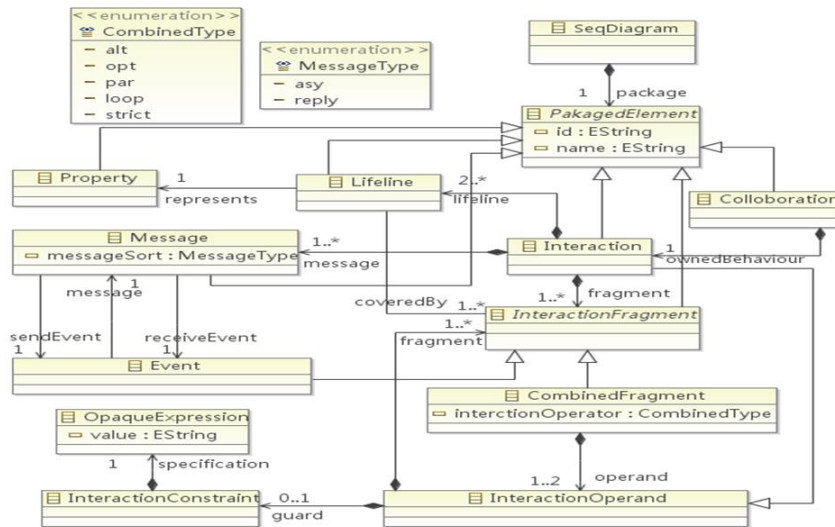 <<enumeration>>
CombinedType
alt
opt
par
loop
strict
<<enumeration>>
MessageType
asy
reply
SeqDiagram
1 package
PakagedElement
id : EString
name : EString
Property
1
represents
Lifeline
2..*
lifeline
Colloboration
Message
messageSort : MessageType
1..*
message
Interaction
1
ownedBehaviour
message
1
sendEvent
1
receiveEvent
1
coveredBy
1..*
fragment
1..*
InteractionFragment
1..*
fragment
Event
CombinedFragment
interctionOperator : CombinedType
OpaqueExpression
value : EString
1 specification
operand
1..2
InteractionConstraint
0..1
guard
InteractionOperand